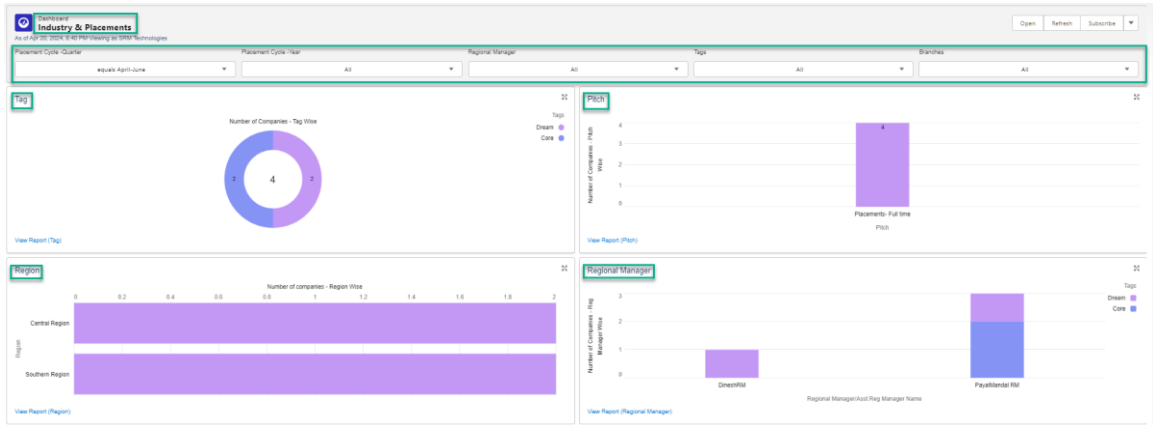 Dashboard
Industry & Placements
As of Apr 20, 2024, 6:40 PM·Viewing as SRM Technologies
Open Refresh Subscribe
Placement Cycle -Quarter Placement Cycle -Year Regional Manager Tags Branches
equals April-June All All All All
Tag
Number of Companies - Tag Wise
Tags
Dream
Core
2 4 2
View Report (Tag)
Pitch
Number of Companies - Pitch
Wise
4
3
2
1
0
4
Placements- Full time
Pitch
View Report (Pitch)
Region
Number of companies - Region Wise
0 0.2 0.4 0.6 0.8 1 1.2 1.4 1.6 1.8 2
Region
Central Region
Southern Region
View Report (Region)
Regional Manager
Tags
Dream
Core
Number of Companies - Reg
Manager Wise
3
2
1
0
DineshRM PayalMandal RM
Regional Manager/Asst Reg Manager Name
View Report (Regional Manager)